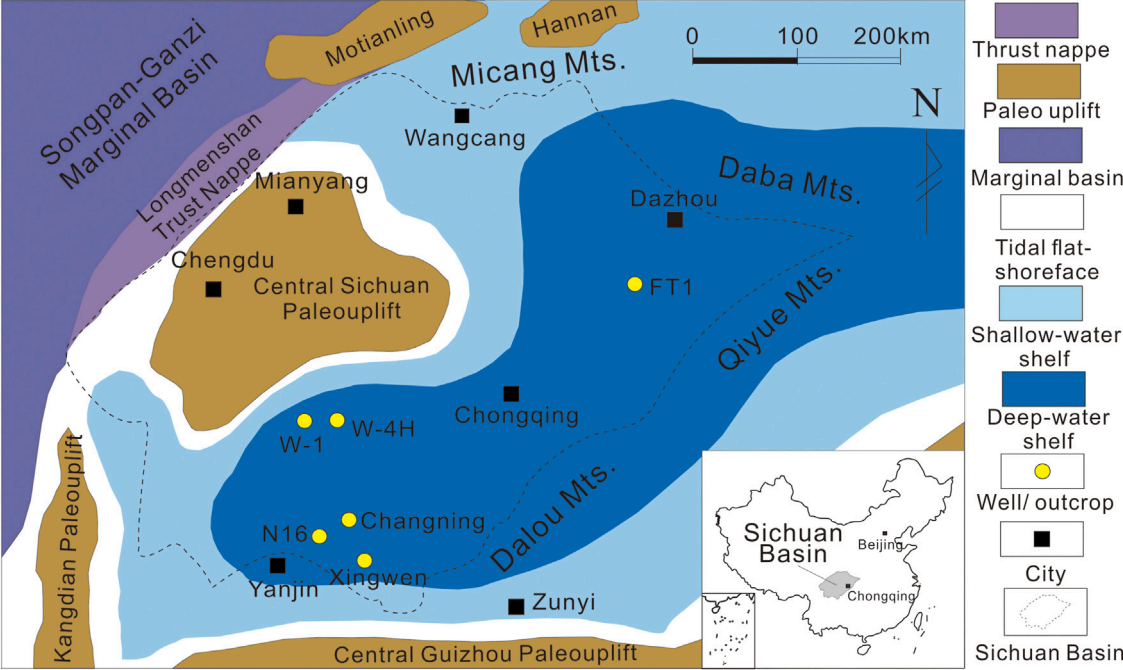 Songpan-Ganzi
Marginal Basin
Motianling
Hannan
0
100
200km
Micang Mts.
N
Longmenshan
Trust Nappe
Wangcang
Mianyang
Daba Mts.
Dazhou
Chengdu
Central Sichuan
Paleouplift
FT1
Qiyue Mts.
Chongqing
W-1
W-4H
Kangdian Paleouplift
N16
Changning
Dalou Mts.
Yanjin
Xingwen
Zunyi
Central Guizhou Paleouplift
Sichuan
Basin
Beijing
Chongqing
Thrust nappe
Paleo uplift
Marginal basin
Tidal flat-
shoreface
Shallow-water
shelf
Deep-water
shelf
Well/ outcrop
City
Sichuan Basin